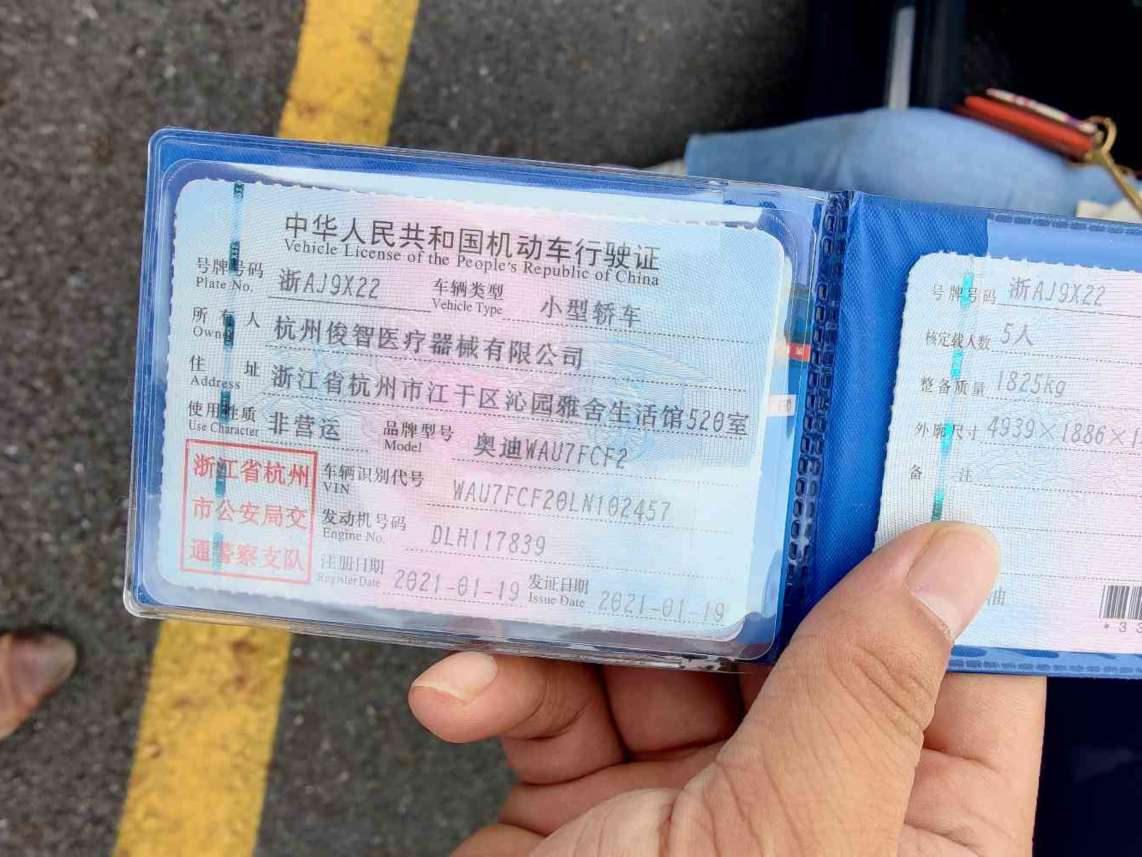 中华人民共和国机动车行驶证
Vehicle License of the People's Republic of China
号牌号码 浙AJ9X22 车辆类型 小型轿车
Plate No. Vehicle Type
所有人 杭州俊智医疗器械有限公司
Owner
住址 浙江省杭州市江干区沁园雅舍生活馆520室
Address
使用性质 非营运 品牌型号 奥迪WAU7FCF2
Use Character Model
浙江省杭州
市公安局交
通警察支队
车辆识别代号 WAU7FCF20LN102457
VIN
发动机号码 DLH117839
Engine No.
注册日期 2021-01-19 发证日期 2021-01-19
Register Date Issue Date
号牌号码 浙AJ9X22
核定载人数 5人
整备质量 1825kg
外廓尺寸 4939×1886×1
备注
油
*33